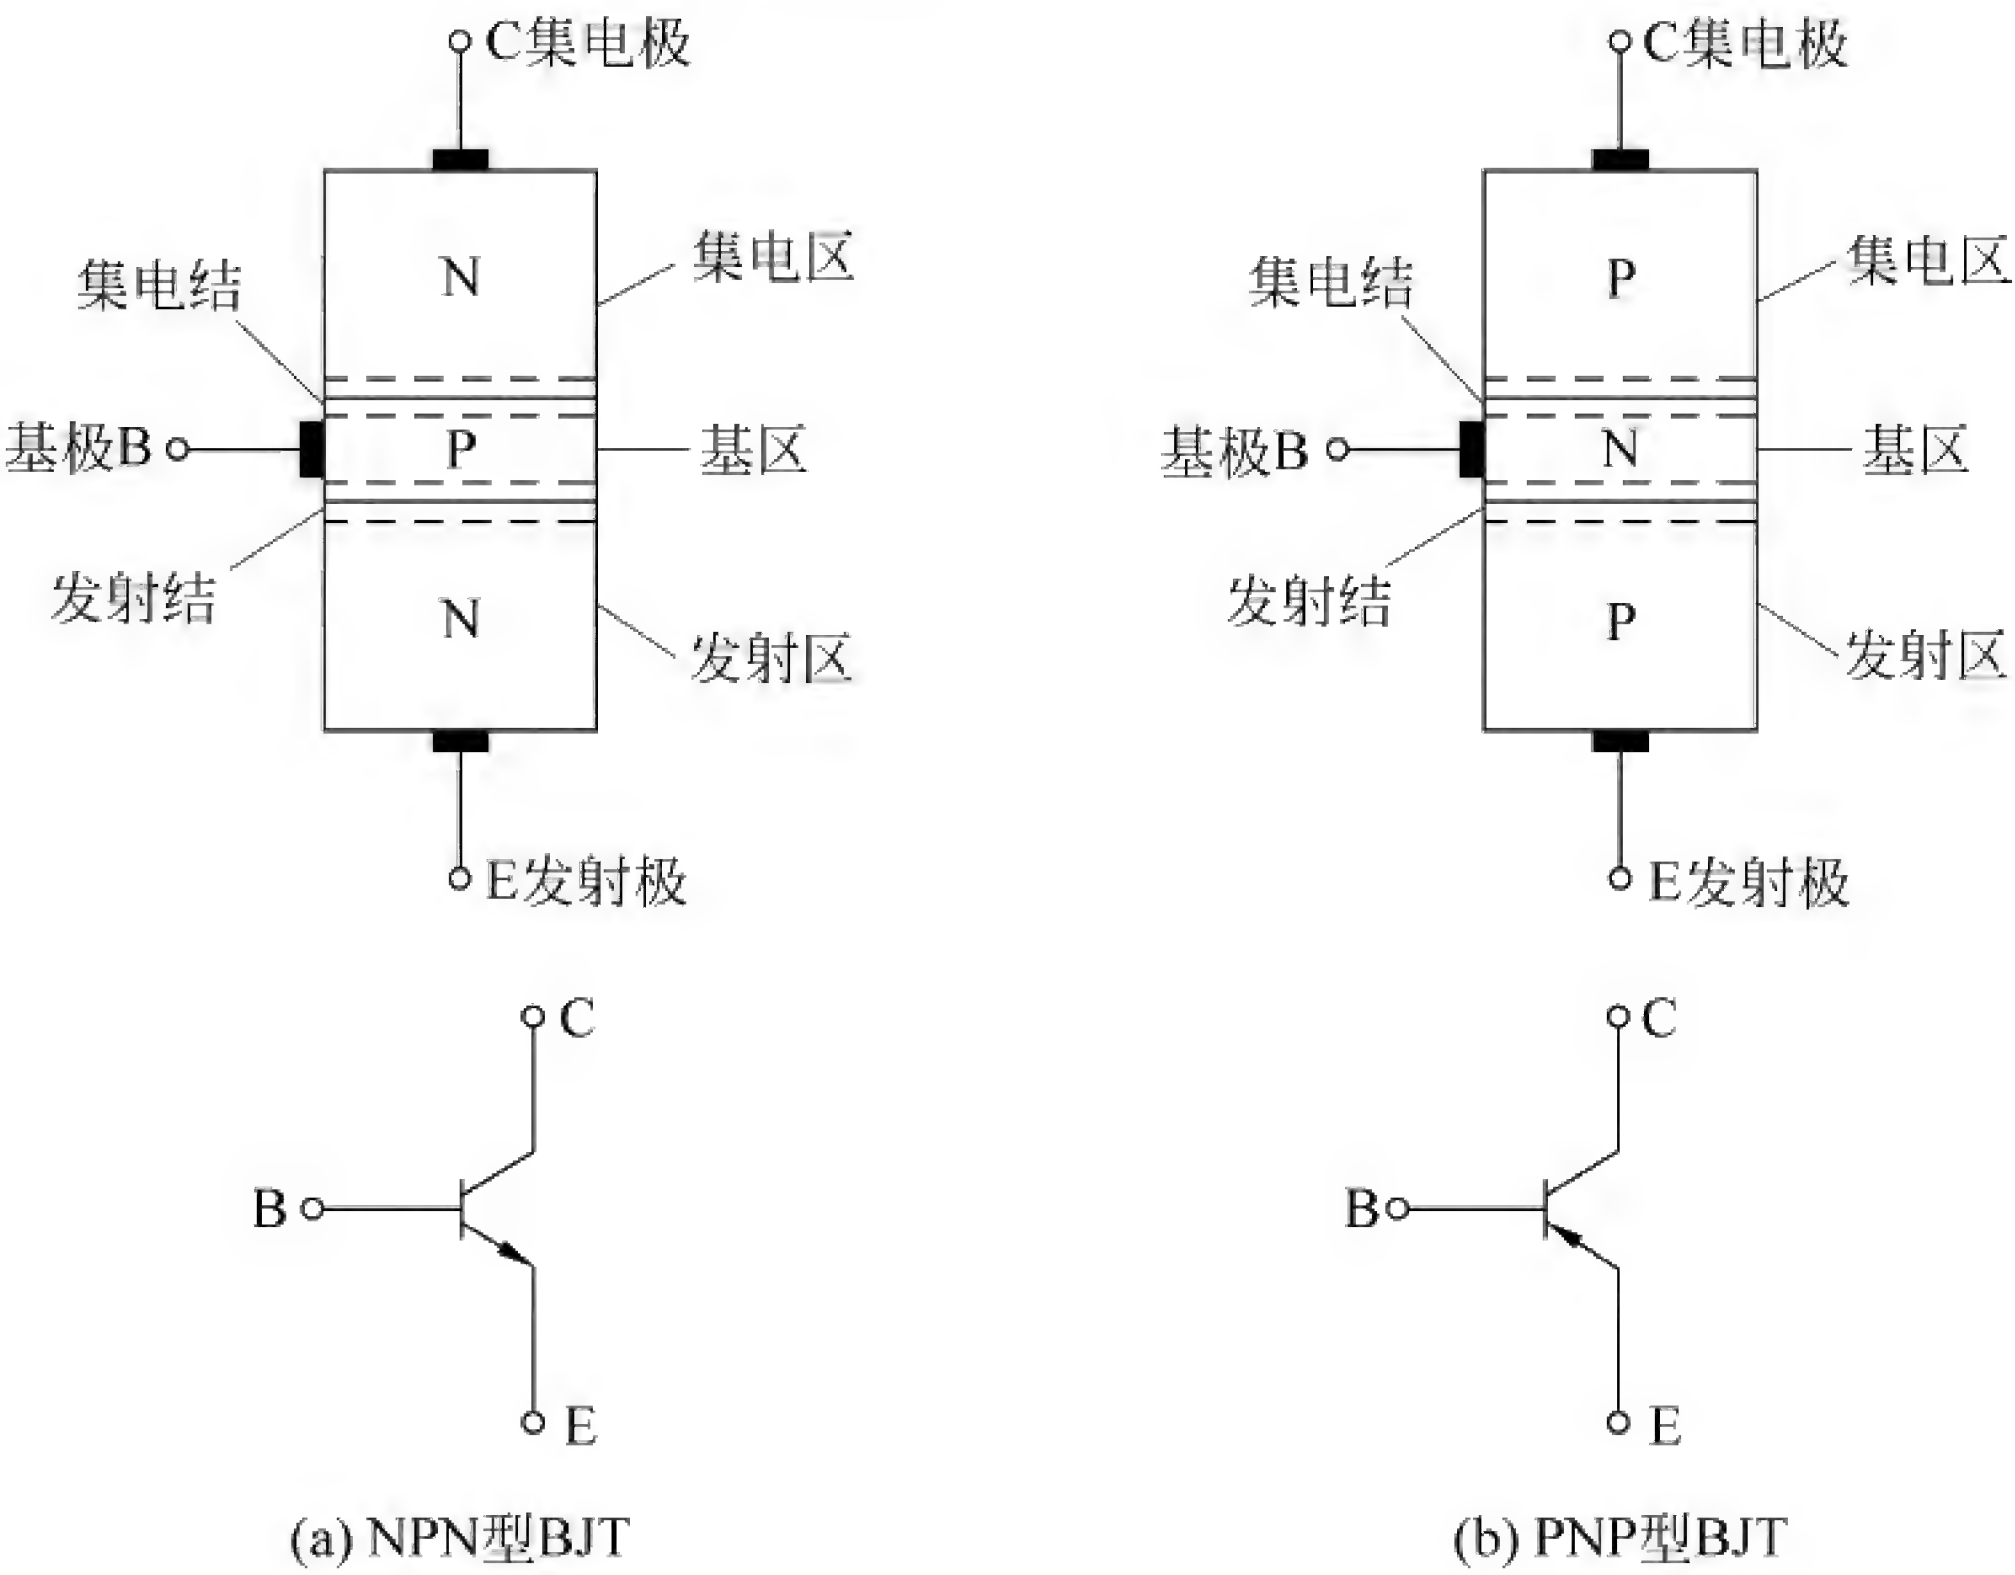 C集电极
N
集电结
集电区
基极B
P
基区
发射结
N
发射区
E发射极
C
B
E
(a) NPN型BJT
C集电极
P
集电结
集电区
基极B
N
基区
发射结
P
发射区
E发射极
C
B
E
(b) PNP型BJT